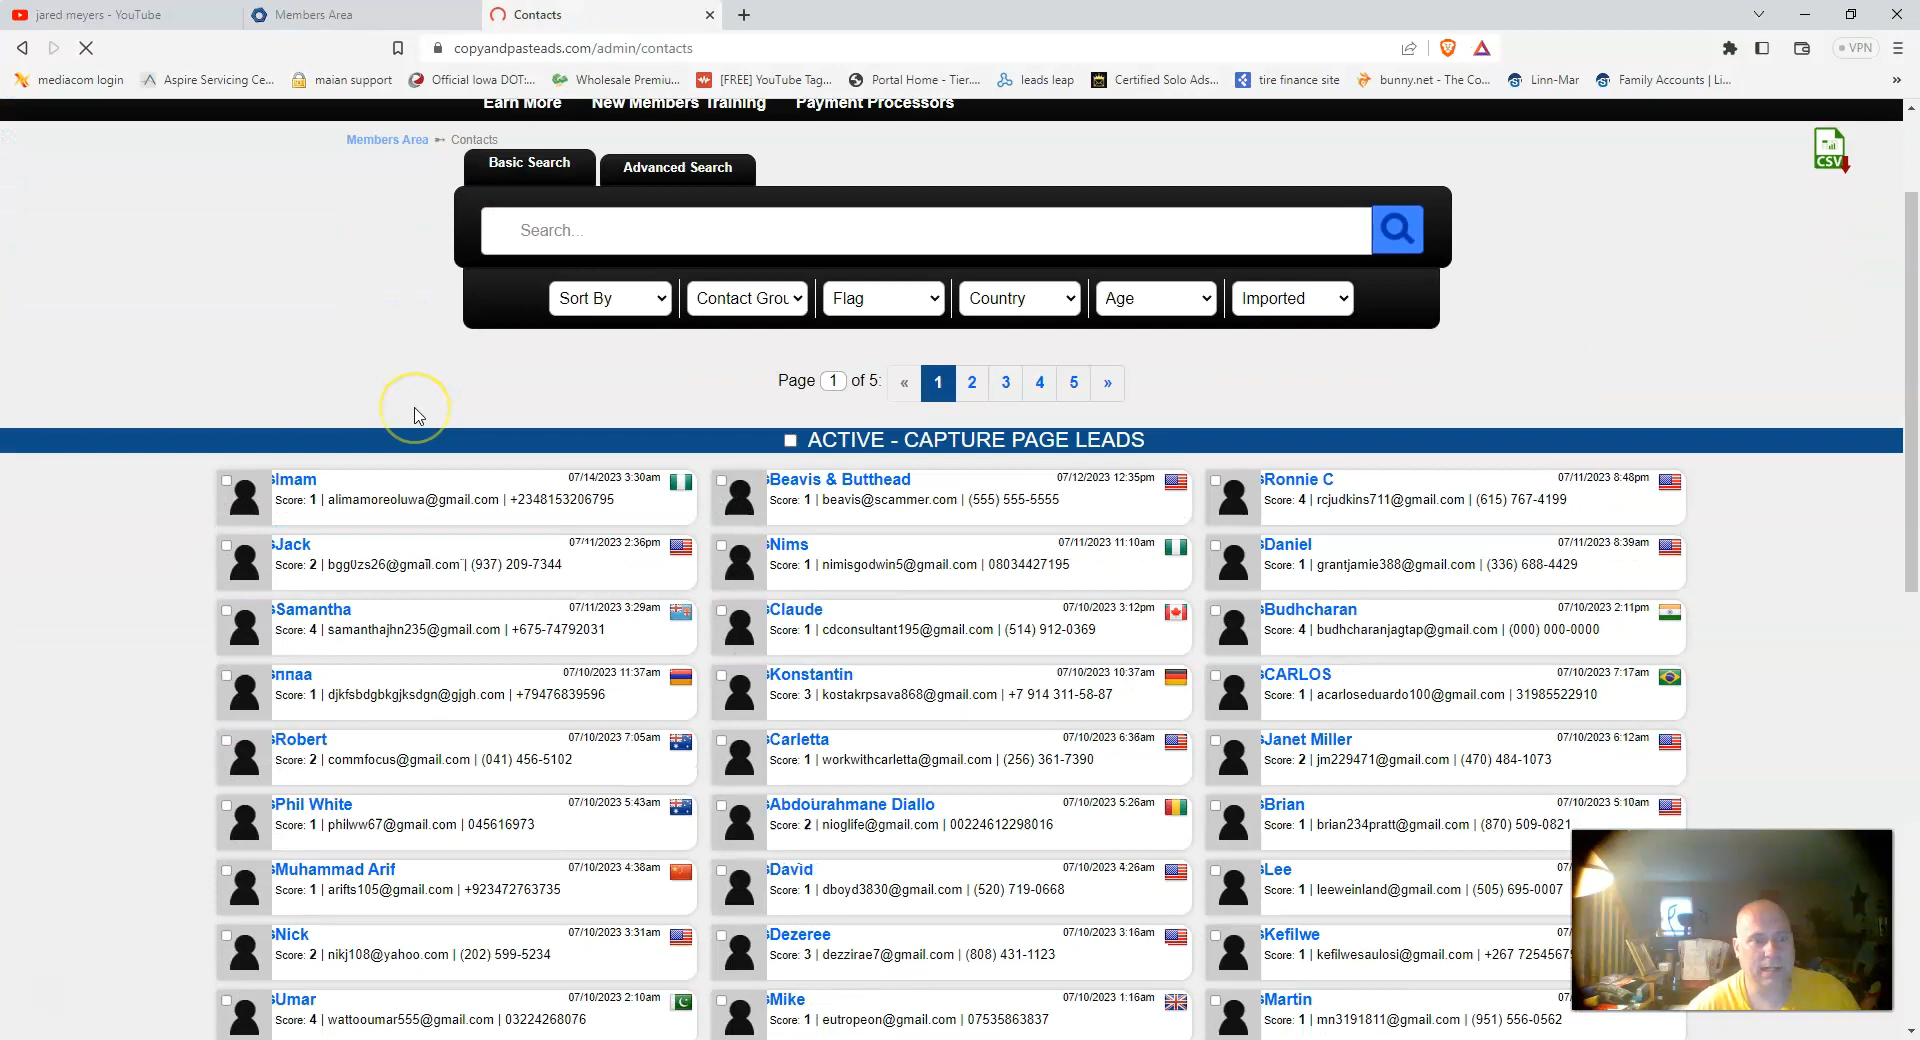 jared meyers - YouTube
Members Area
Contacts
copyandpasteads.com/admin/contacts
VPN
mediacom login
Aspire Servicing Ce...
maian support
Official Iowa DOT:...
Wholesale Premiu...
[FREE] YouTube Tag...
Portal Home - Tier....
leads leap
Certified Solo Ads...
tire finance site
bunny.net - The Co...
Linn-Mar
Family Accounts | Li...
Earn More New Members Training Payment Processors
Members Area ➸ Contacts
CSV
Basic Search Advanced Search
Search...
Sort By Contact Grou Flag Country Age Imported
Page 1 of 5: « 1 2 3 4 5 »
ACTIVE - CAPTURE PAGE LEADS
Imam 07/14/2023 3:30am
Score: 1 | alimamoreoluwa@gmail.com | +2348153206795
Beavis & Butthead 07/12/2023 12:35pm
Score: 1 | beavis@scammer.com | (555) 555-5555
Ronnie C 07/11/2023 8:48pm
Score: 4 | rcjudkins711@gmail.com | (615) 767-4199
Jack 07/11/2023 2:36pm
Score: 2 | bgg0zs26@gmail.com | (937) 209-7344
Nims 07/11/2023 11:10am
Score: 1 | nimisgodwin5@gmail.com | 08034427195
Daniel 07/11/2023 8:39am
Score: 1 | grantjamie388@gmail.com | (336) 688-4429
Samantha 07/11/2023 3:29am
Score: 4 | samanthajhn235@gmail.com | +675-74792031
Claude 07/10/2023 3:12pm
Score: 1 | cdconsultant195@gmail.com | (514) 912-0369
Budhcharan 07/10/2023 2:11pm
Score: 4 | budhcharanjagtap@gmail.com | (000) 000-0000
ппаа 07/10/2023 11:37am
Score: 1 | djkfsbdgbkgjksdgn@gjgh.com | +79476839596
Konstantin 07/10/2023 10:37am
Score: 3 | kostakrpsava868@gmail.com | +7 914 311-58-87
CARLOS 07/10/2023 7:17am
Score: 1 | acarloseduardo100@gmail.com | 31985522910
Robert 07/10/2023 7:05am
Score: 2 | commfocus@gmail.com | (041) 456-5102
Carletta 07/10/2023 6:36am
Score: 1 | workwithcarletta@gmail.com | (256) 361-7390
Janet Miller 07/10/2023 6:12am
Score: 2 | jm229471@gmail.com | (470) 484-1073
Phil White 07/10/2023 5:43am
Score: 1 | philww67@gmail.com | 045616973
Abdourahmane Diallo 07/10/2023 5:26am
Score: 2 | nioglife@gmail.com | 00224612298016
Brian 07/10/2023 5:10am
Score: 1 | brian234pratt@gmail.com | (870) 509-0821
Muhammad Arif 07/10/2023 4:38am
Score: 1 | arifts105@gmail.com | +923472763735
David 07/10/2023 4:26am
Score: 1 | dboyd3830@gmail.com | (520) 719-0668
Lee 07/
Score: 1 | leeweinland@gmail.com | (505) 695-0007
Nick 07/10/2023 3:31am
Score: 2 | nikj108@yahoo.com | (202) 599-5234
Dezeree 07/10/2023 3:16am
Score: 3 | dezzirae7@gmail.com | (808) 431-1123
Kefilwe 07/
Score: 1 | kefilwesaulosi@gmail.com | +267 7254567
Umar 07/10/2023 2:10am
Score: 4 | wattooumar555@gmail.com | 03224268076
Mike 07/10/2023 1:16am
Score: 1 | eutropeon@gmail.com | 07535863837
Martin 07/
Score: 1 | mn3191811@gmail.com | (951) 556-0562